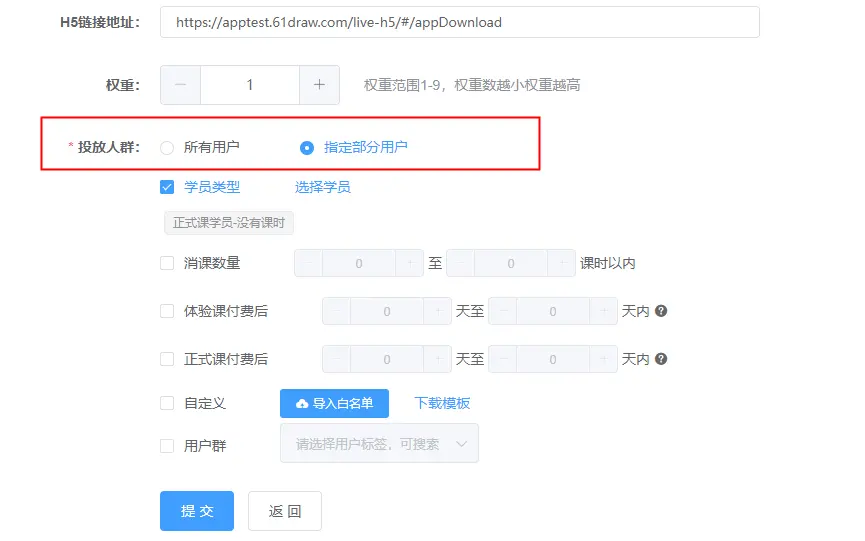 H5链接地址： https://apptest.61draw.com/live-h5/#/appDownload
权重： — 1 + 权重范围1-9，权重数越小权重越高
* 投放人群： 所有用户 指定部分用户
学员类型 选择学员
正式课学员-没有课时
消课数量 - 0 + 至 - 0 + 课时以内
体验课付费后 - 0 + 天至 - 0 + 天内 ?
正式课付费后 - 0 + 天至 - 0 + 天内 ?
自定义 导入白名单 下载模板
用户群 请选择用户标签，可搜索
提交 返回